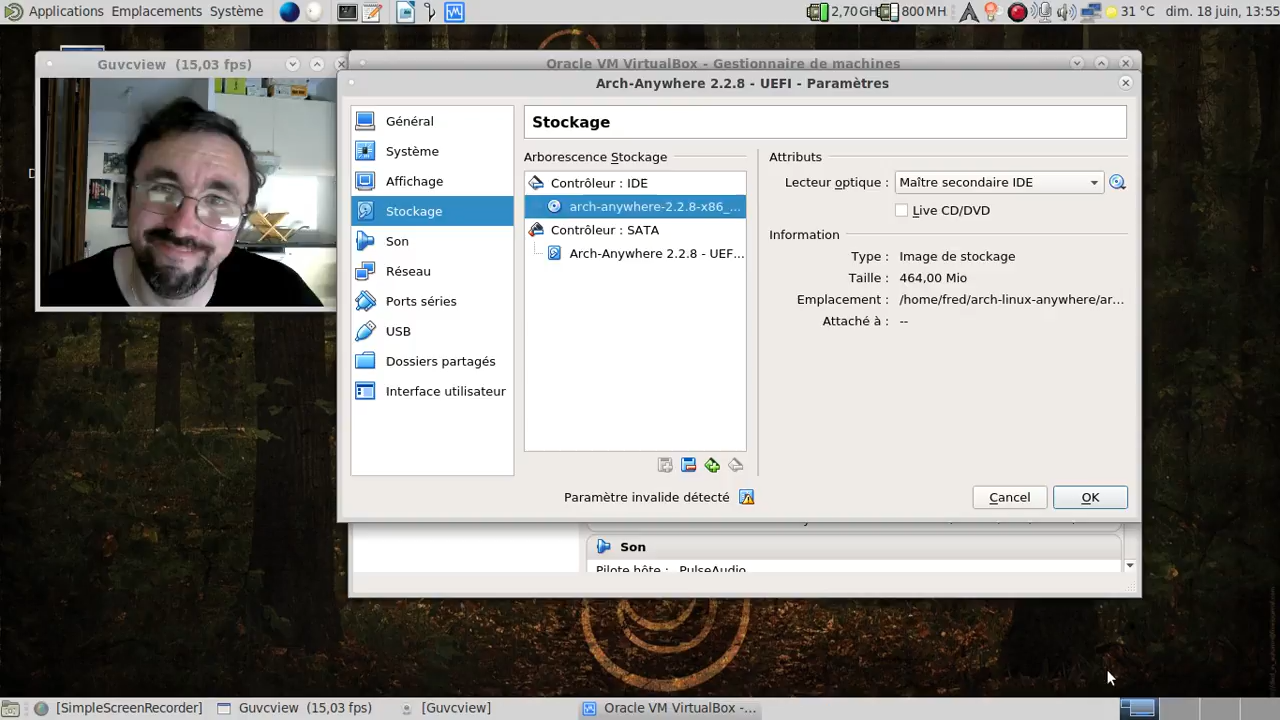 Applications Emplacements Système
2,70 GH
800 MH
31 °C dim. 18 juin, 13:55
Guvcview (15,03 fps)
Oracle VM VirtualBox - Gestionnaire de machines
Arch-Anywhere 2.2.8 - UEFI - Paramètres
Général
Système
Affichage
Stockage
Son
Réseau
Ports séries
USB
Dossiers partagés
Interface utilisateur
Stockage
Arborescence Stockage
Contrôleur : IDE
arch-anywhere-2.2.8-x86_...
Contrôleur : SATA
Arch-Anywhere 2.2.8 - UEF...
Attributs
Lecteur optique : Maître secondaire IDE
Live CD/DVD
Information
Type : Image de stockage
Taille : 464,00 Mio
Emplacement : /home/fred/arch-linux-anywhere/ar...
Attaché à : --
Paramètre invalide détecté
Cancel
OK
Son
Pilote hôte : PulseAudio
[SimpleScreenRecorder]
Guvcview (15,03 fps)
[Guvcview]
Oracle VM VirtualBox -...